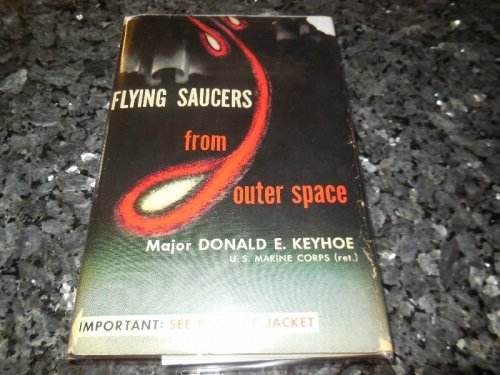 FLYING SAUCERS
from
outer space
Major DONALD E. KEYHOE
U. S. MARINE CORPS (ret.)
IMPORTANT: SEE JACKET